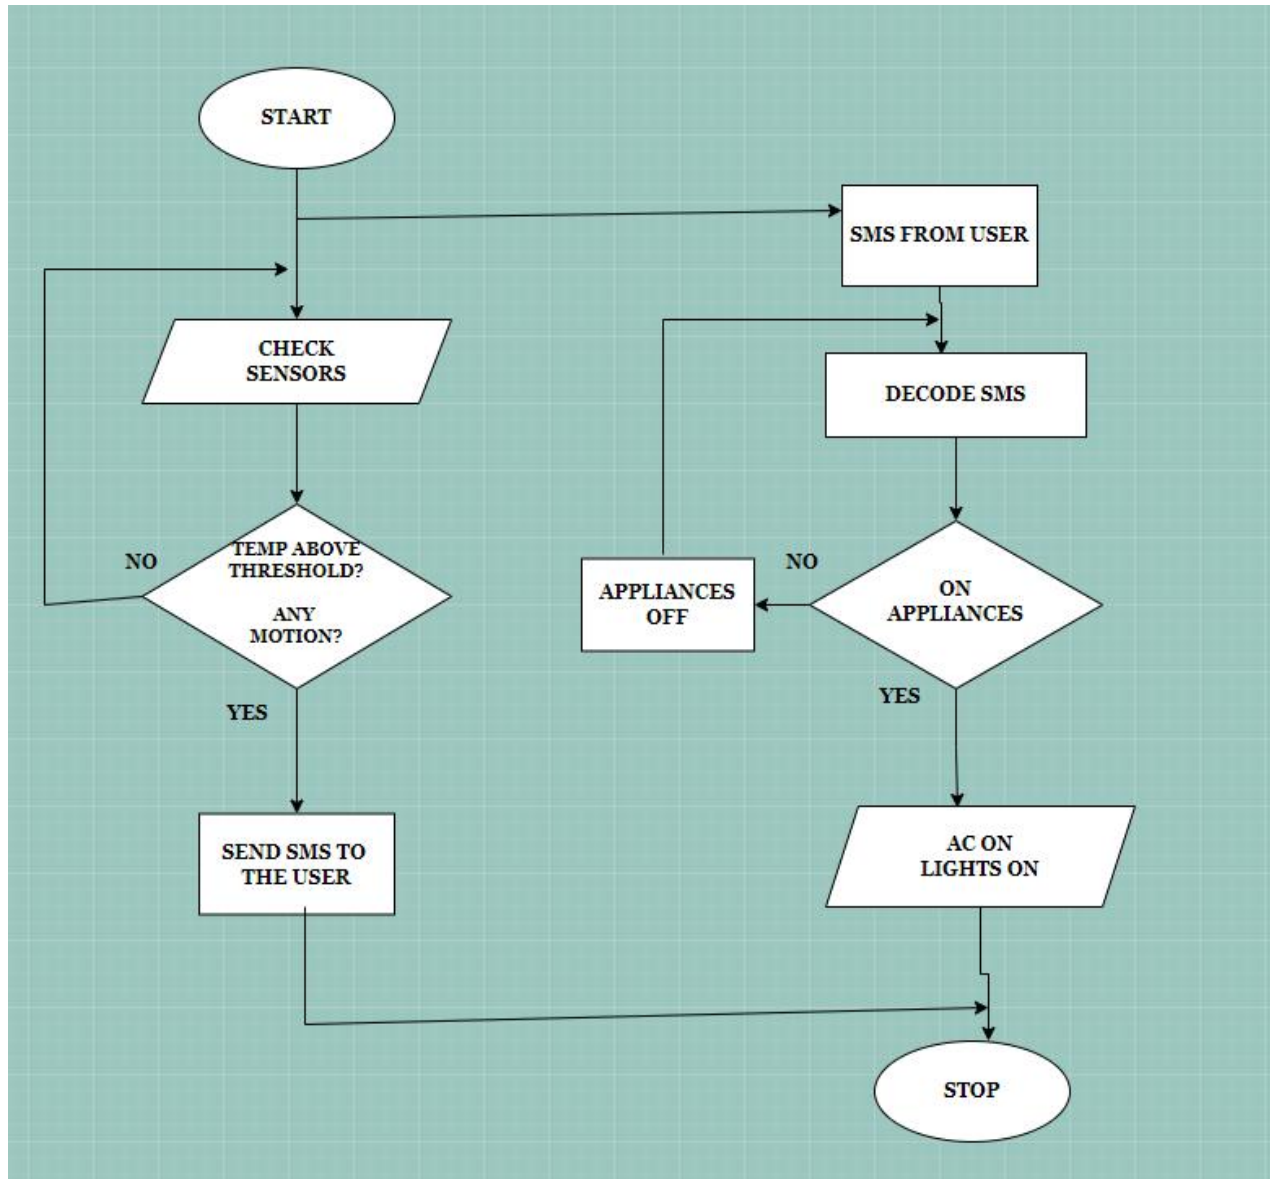 START
SMS FROM USER
CHECK
SENSORS
DECODE SMS
NO
TEMP ABOVE
THRESHOLD?
ANY
MOTION?
YES
APPLIANCES
OFF
NO
ON
APPLIANCES
YES
SEND SMS TO
THE USER
AC ON
LIGHTS ON
STOP